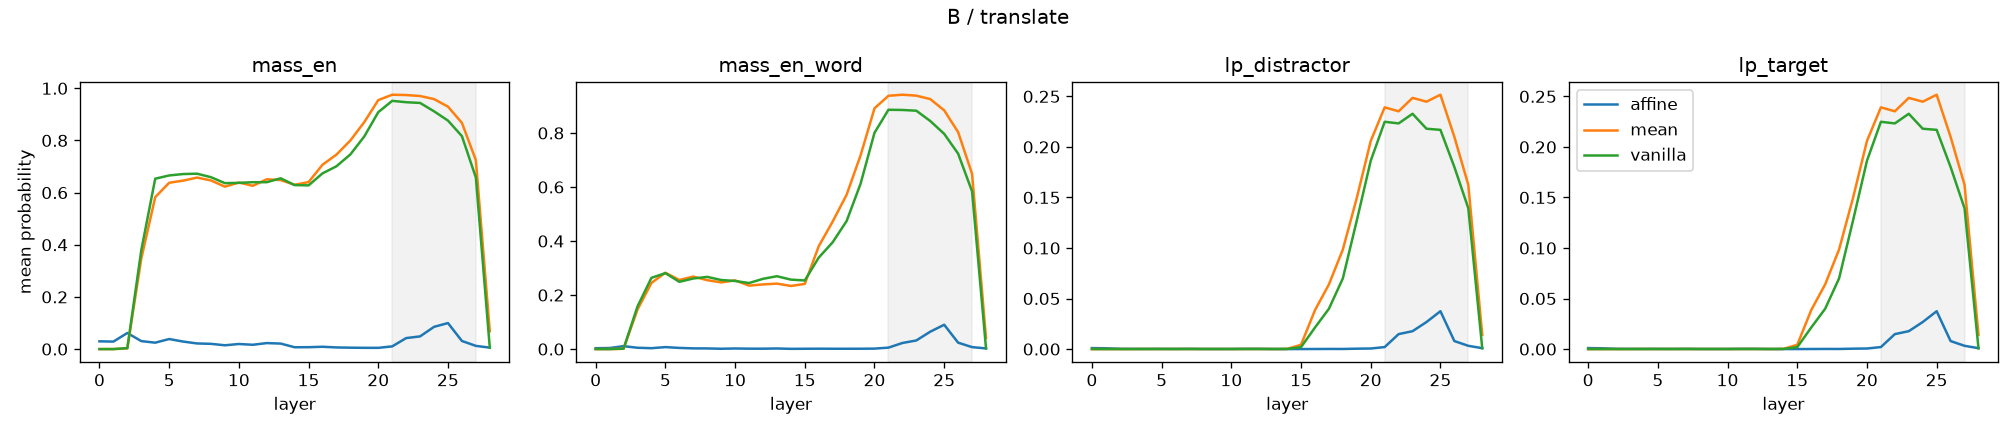 B / translate
mass_en
mean probability
1.0
0.8
0.6
0.4
0.2
0.0
0 5 10 15 20 25
layer
mass_en_word
0.8
0.6
0.4
0.2
0.0
0 5 10 15 20 25
layer
lp_distractor
0.25
0.20
0.15
0.10
0.05
0.00
0 5 10 15 20 25
layer
lp_target
affine
mean
vanilla
0.25
0.20
0.15
0.10
0.05
0.00
0 5 10 15 20 25
layer